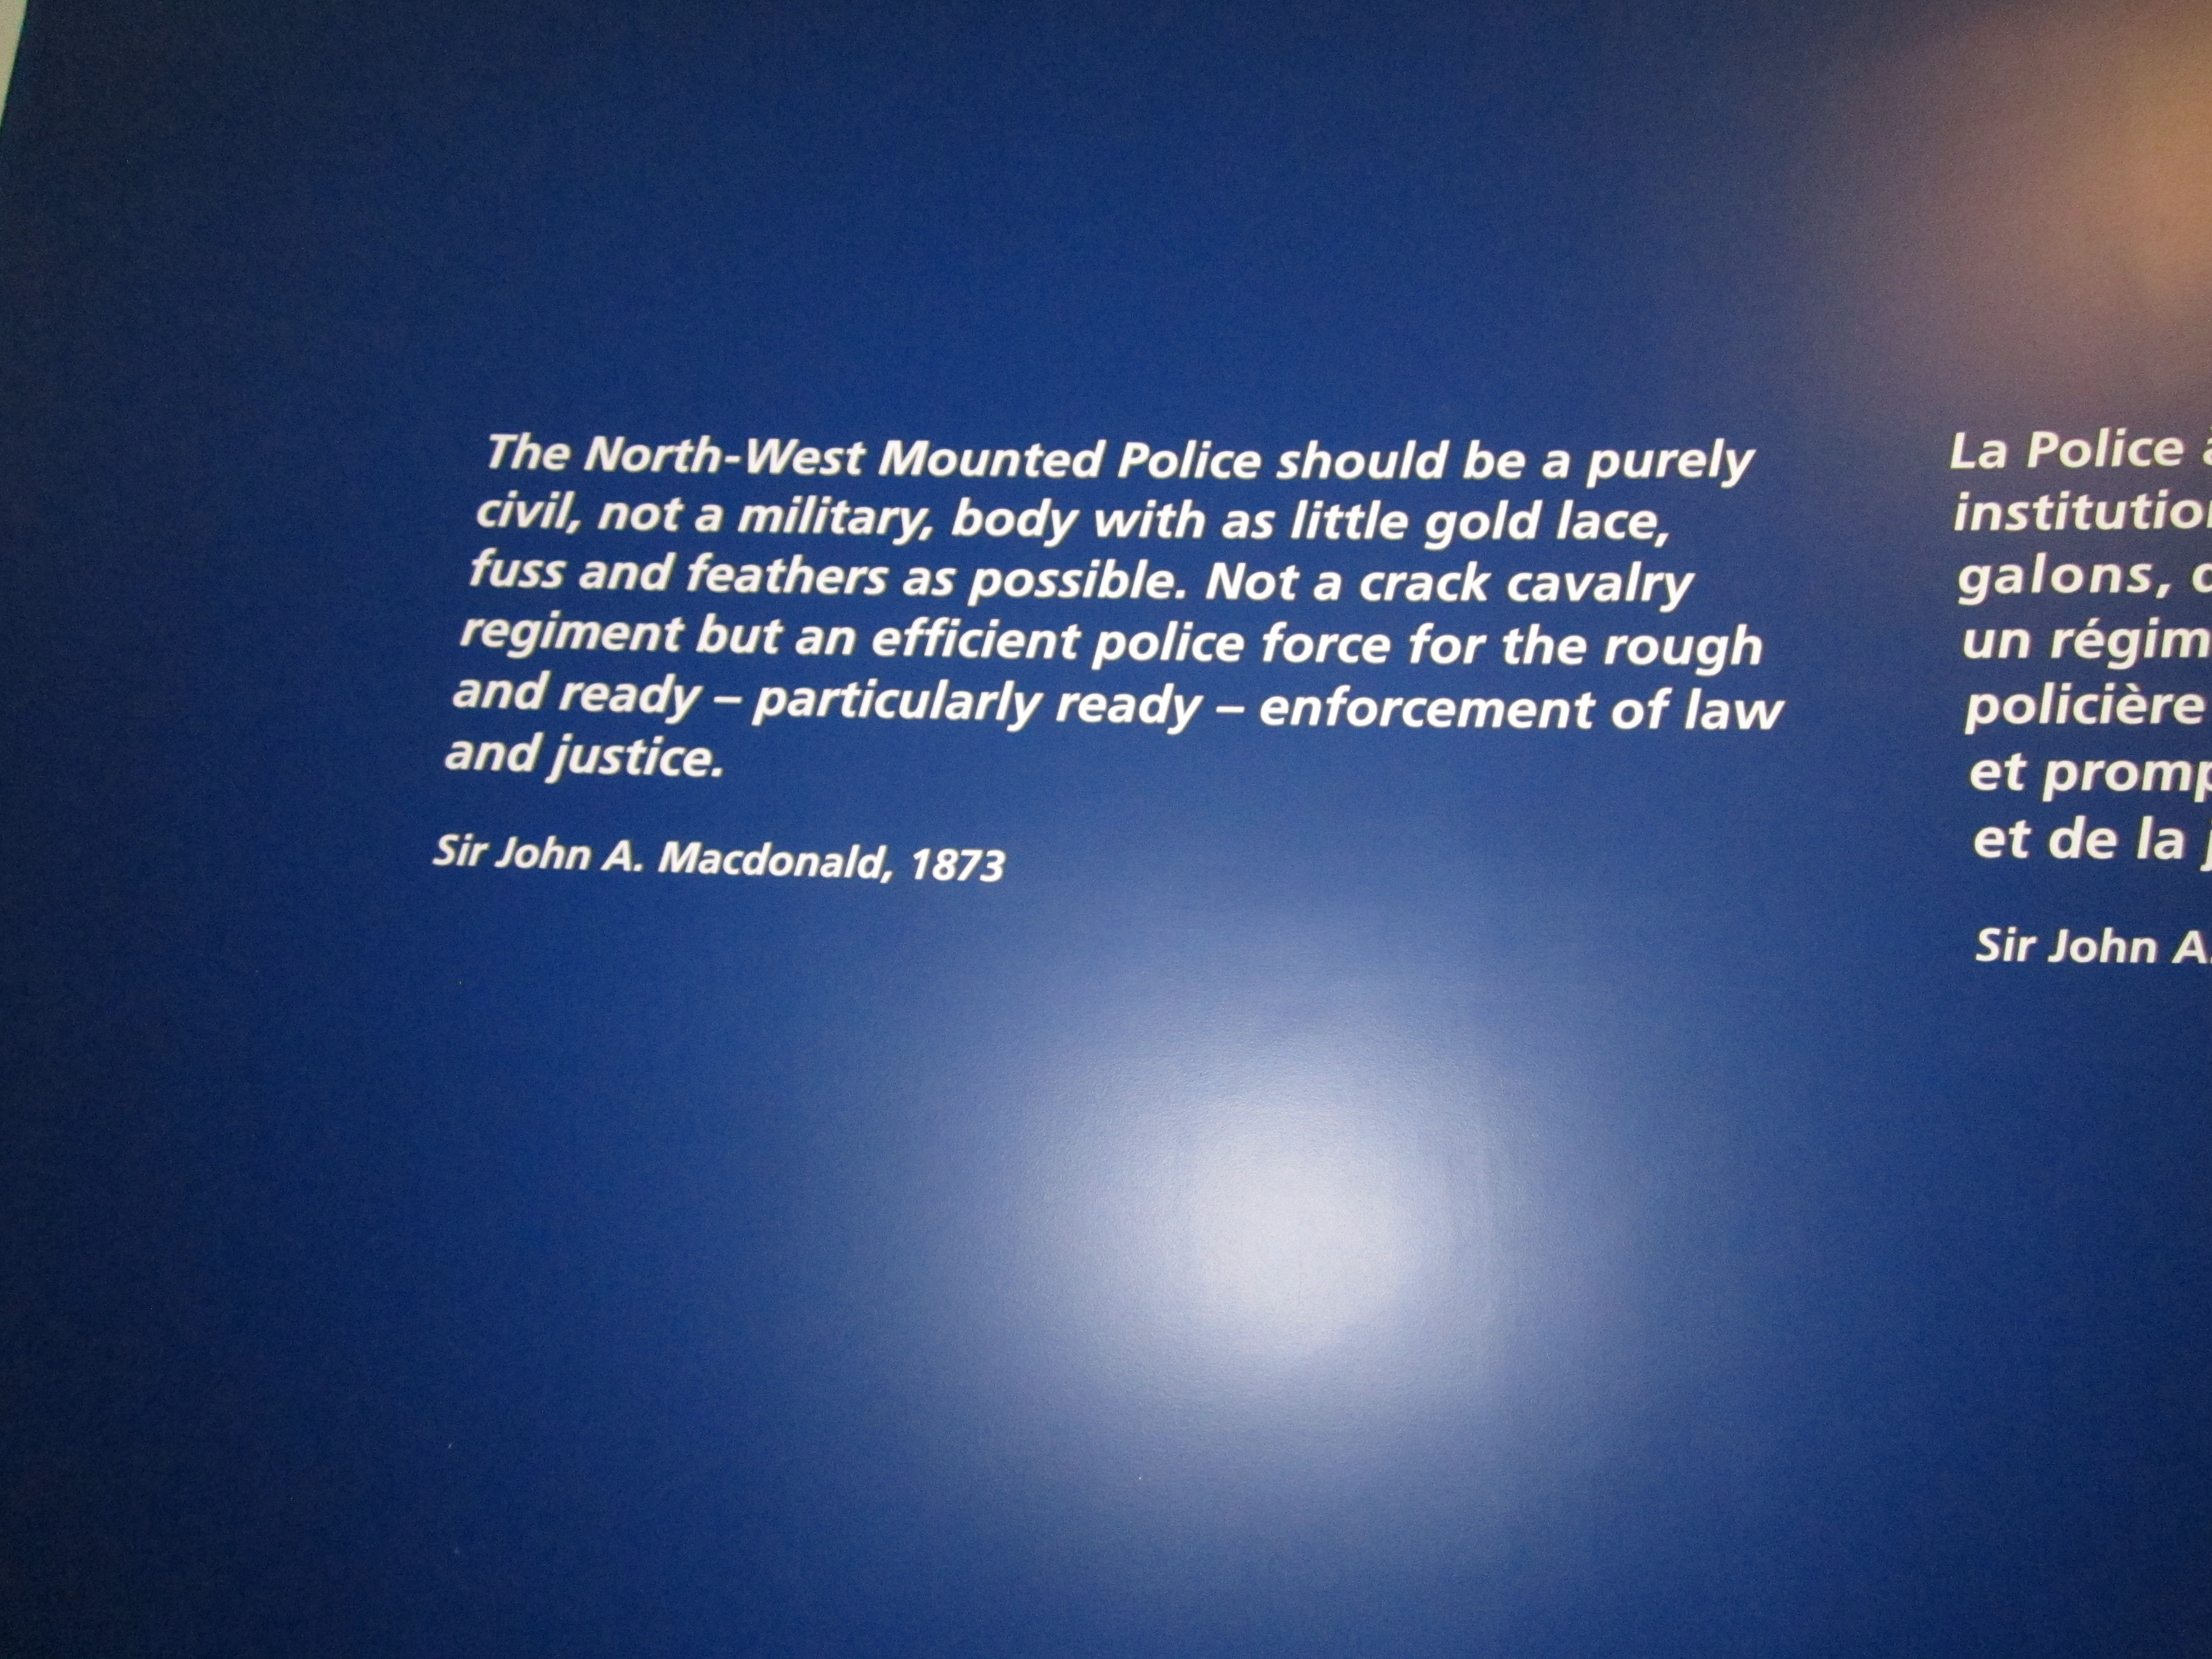 The North-West Mounted Police should be a purely
civil, not a military, body with as little gold lace,
fuss and feathers as possible. Not a crack cavalry
regiment but an efficient police force for the rough
and ready – particularly ready – enforcement of law
and justice.
Sir John A. Macdonald, 1873
La Police
galons,
un
policière
et
et de la
Sir John A.